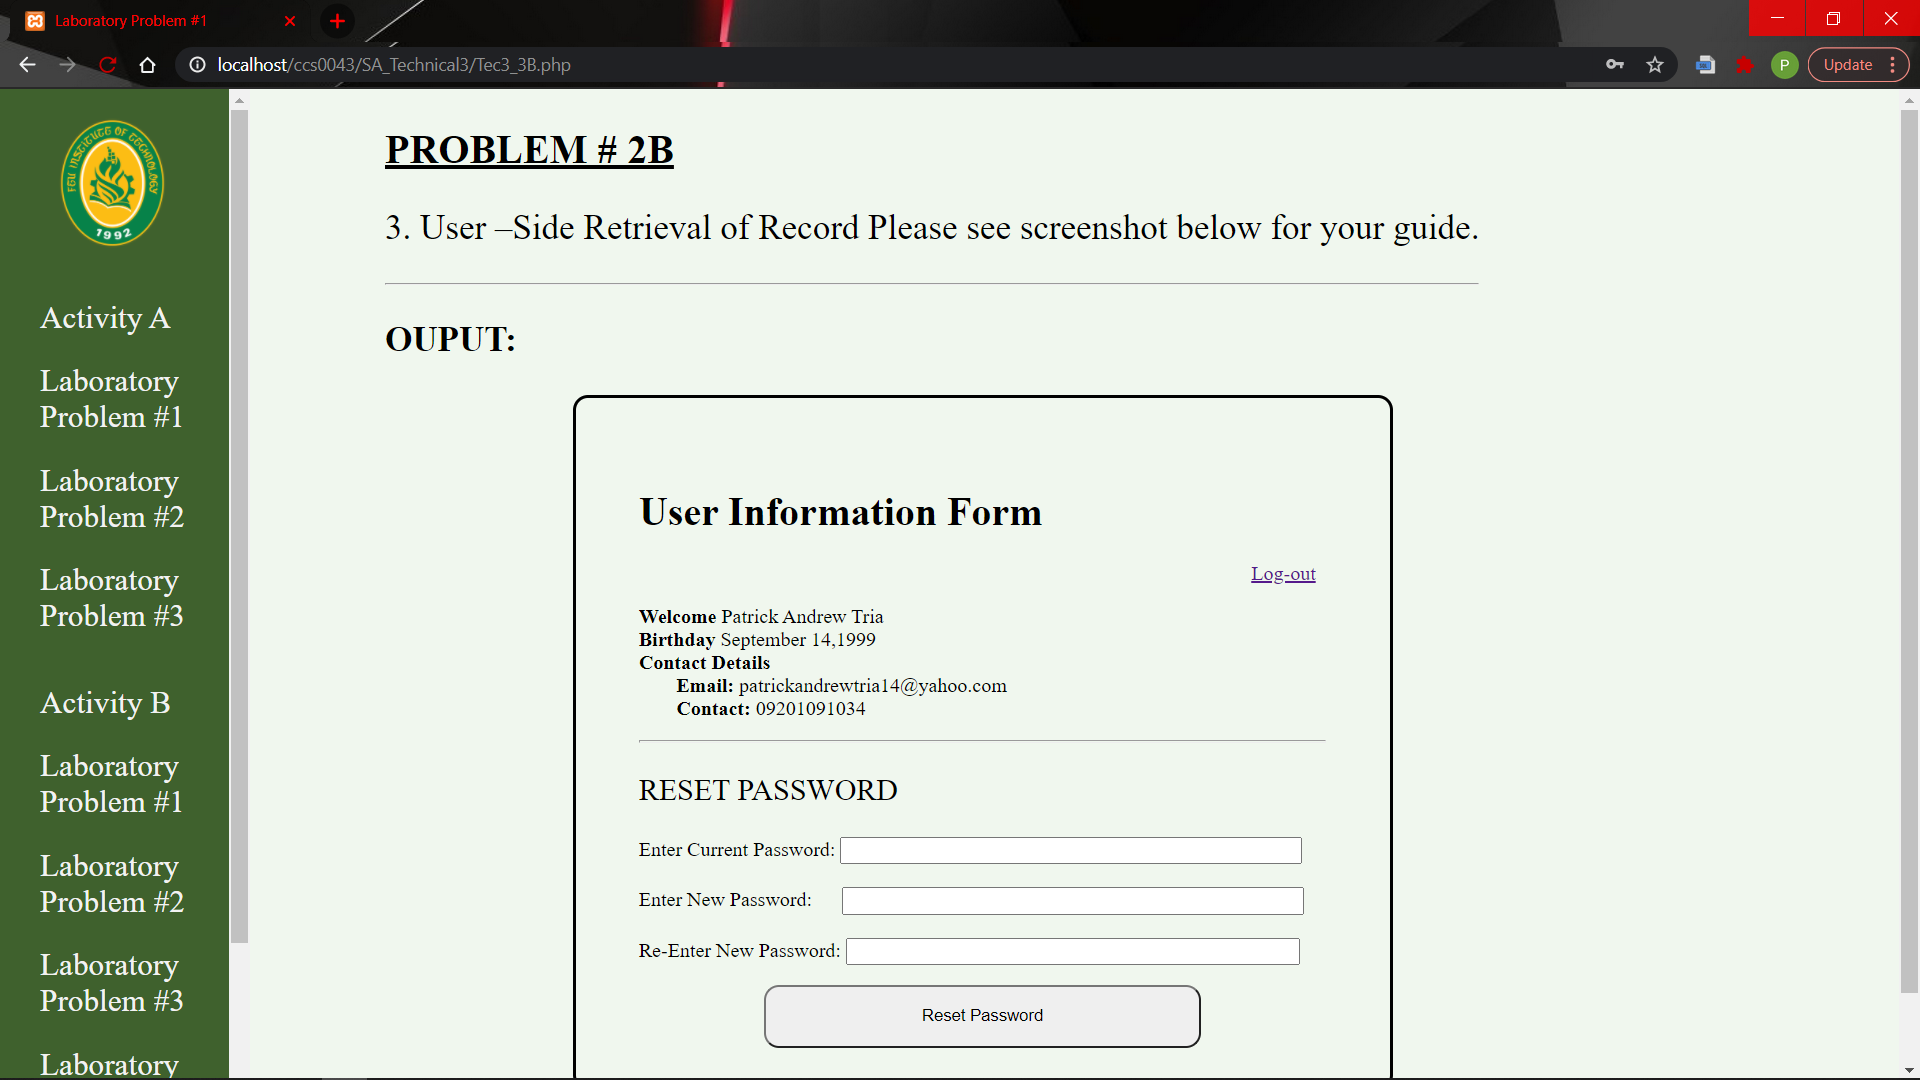 Laboratory Problem #1
localhost/ccs0043/SA_Technical3/Tec3_3B.php
P
Update
FEU INSTITUTE OF TECHNOLOGY
1992
Activity A
Laboratory
Problem #1
Laboratory
Problem #2
Laboratory
Problem #3
Activity B
Laboratory
Problem #1
Laboratory
Problem #2
Laboratory
Problem #3
Laboratory
PROBLEM # 2B
3. User –Side Retrieval of Record Please see screenshot below for your guide.
OUPUT:
User Information Form
Log-out
Welcome Patrick Andrew Tria
Birthday September 14,1999
Contact Details
Email: patrickandrewtria14@yahoo.com
Contact: 09201091034
RESET PASSWORD
Enter Current Password:
Enter New Password:
Re-Enter New Password:
Reset Password